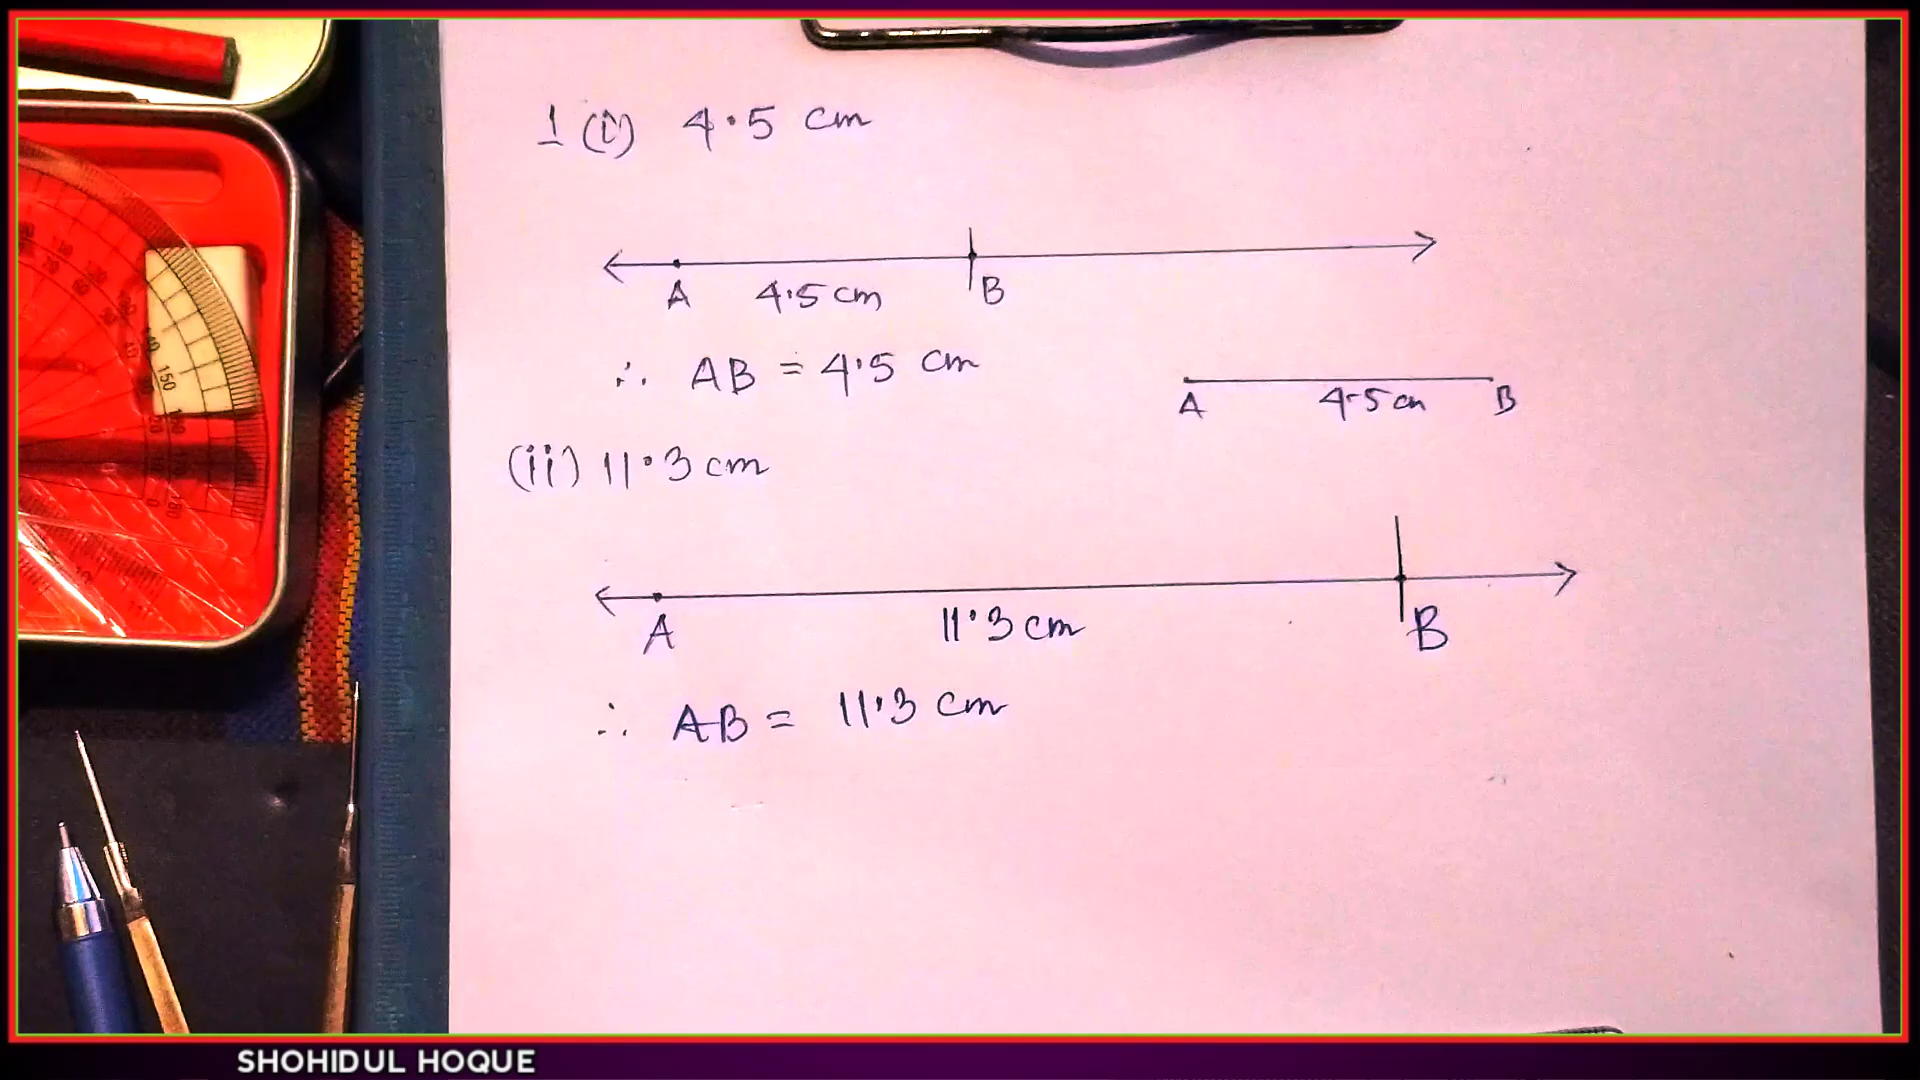 1 (i) 4.5 cm
A 4.5 cm B
∴ AB = 4.5 cm
A 4.5 cm B
(ii) 11.3 cm
A 11.3 cm B
∴ AB = 11.3 cm
SHOHIDUL HOQUE